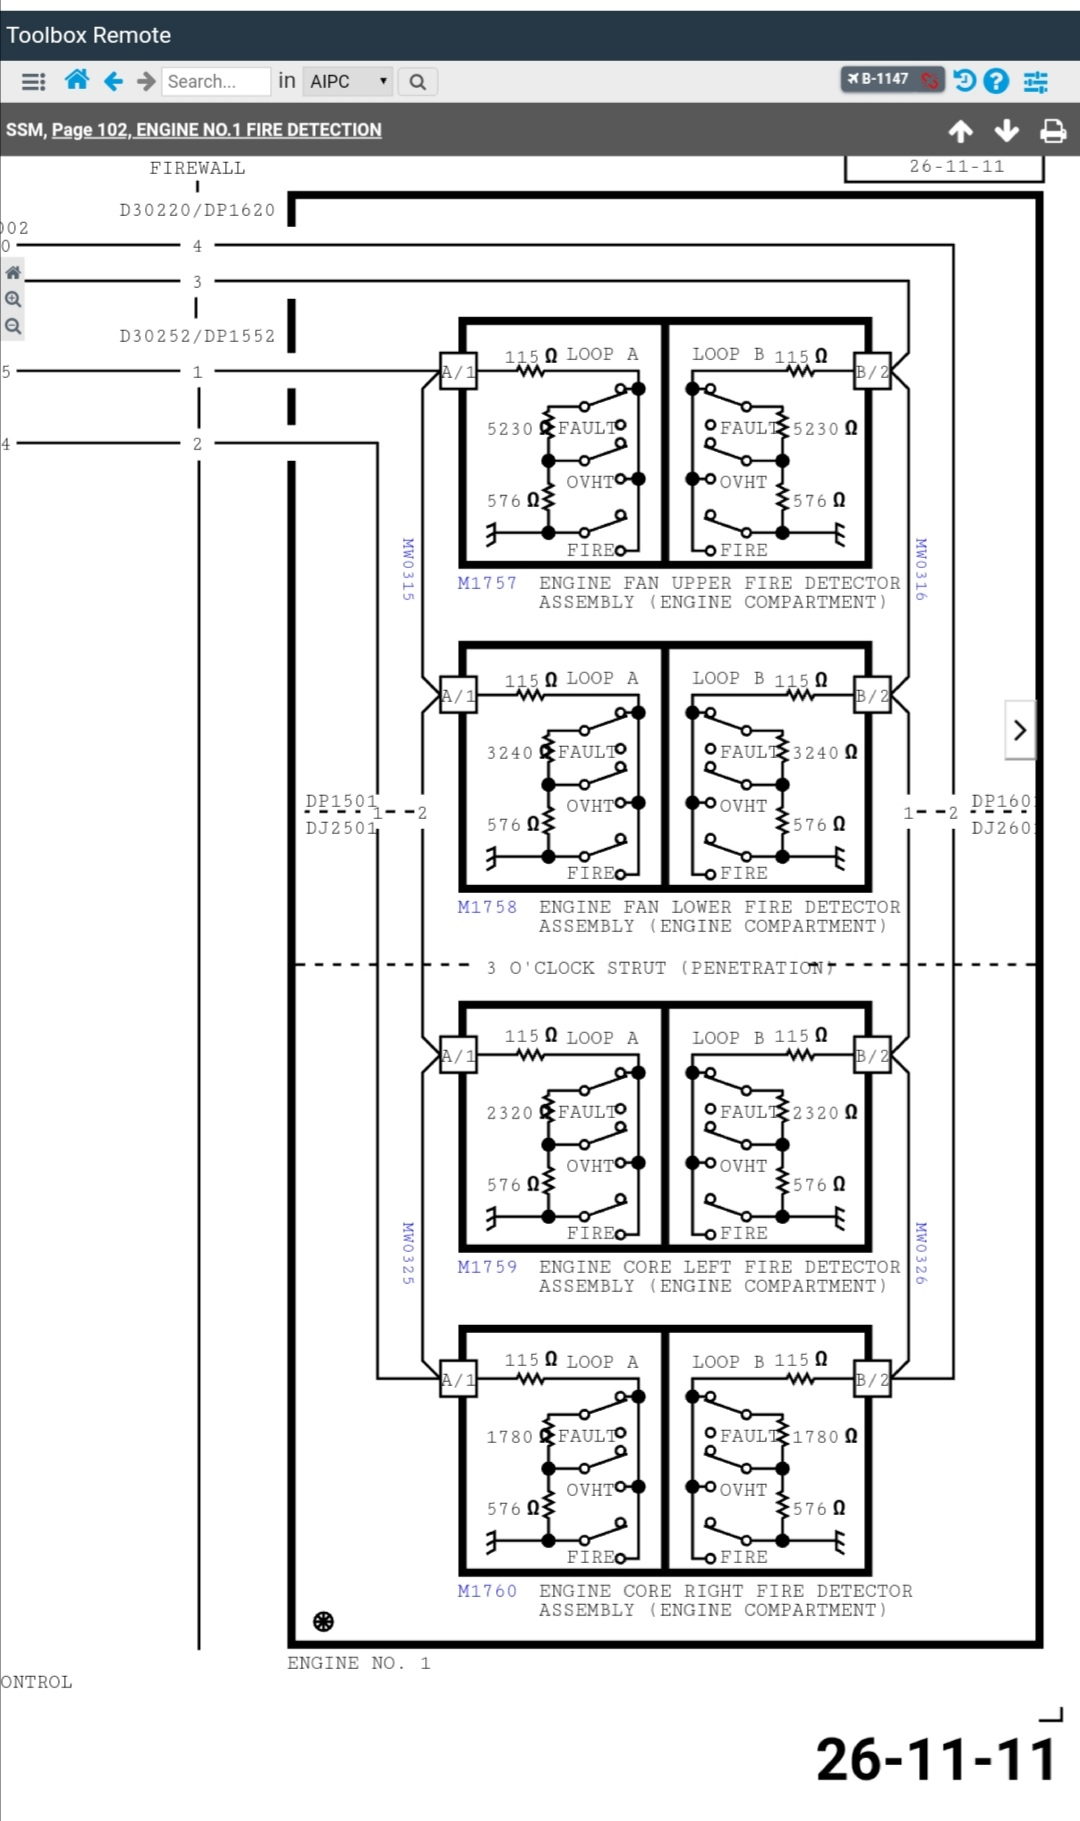 Toolbox Remote
Search... in AIPC B-1147
SSM, Page 102, ENGINE NO.1 FIRE DETECTION
FIREWALL 26-11-11
D30220/DP1620
002
0 4
3
D30252/DP1552
5 1
4 2
115 Ω LOOP A LOOP B 115 Ω
A/1 B/2
5230 Ω FAULT FAULT 5230 Ω
OVHT OVHT
576 Ω 576 Ω
FIRE FIRE
MW0315 MW0316
M1757 ENGINE FAN UPPER FIRE DETECTOR
ASSEMBLY (ENGINE COMPARTMENT)
115 Ω LOOP A LOOP B 115 Ω
A/1 B/2
3240 Ω FAULT FAULT 3240 Ω
OVHT OVHT
576 Ω 576 Ω
FIRE FIRE
DP1501 1 2 1 2 DP160
DJ2501 DJ260
M1758 ENGINE FAN LOWER FIRE DETECTOR
ASSEMBLY (ENGINE COMPARTMENT)
3 O'CLOCK STRUT (PENETRATION)
115 Ω LOOP A LOOP B 115 Ω
A/1 B/2
2320 Ω FAULT FAULT 2320 Ω
OVHT OVHT
576 Ω 576 Ω
FIRE FIRE
MW0325 MW0326
M1759 ENGINE CORE LEFT FIRE DETECTOR
ASSEMBLY (ENGINE COMPARTMENT)
115 Ω LOOP A LOOP B 115 Ω
A/1 B/2
1780 Ω FAULT FAULT 1780 Ω
OVHT OVHT
576 Ω 576 Ω
FIRE FIRE
M1760 ENGINE CORE RIGHT FIRE DETECTOR
ASSEMBLY (ENGINE COMPARTMENT)
ENGINE NO. 1
ONTROL
26-11-11